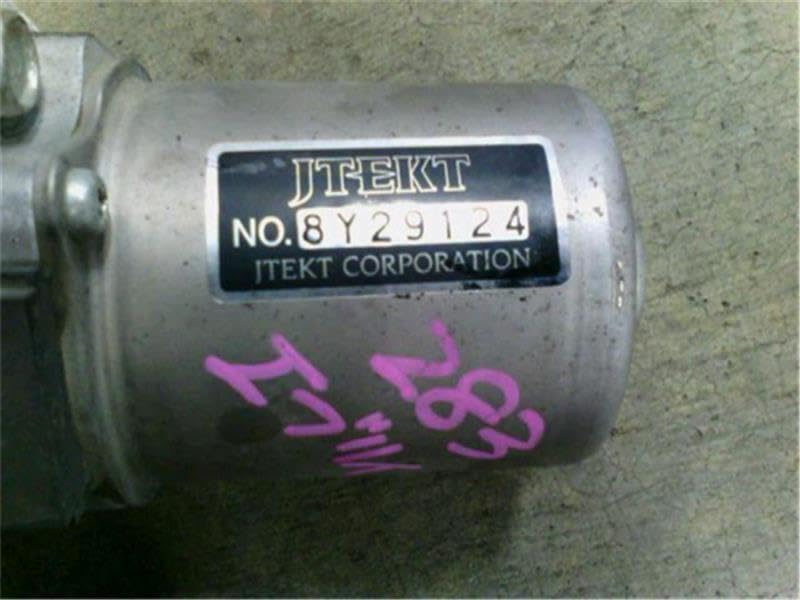 JTEKT
NO. 8Y29124
JTEKT CORPORATION
283